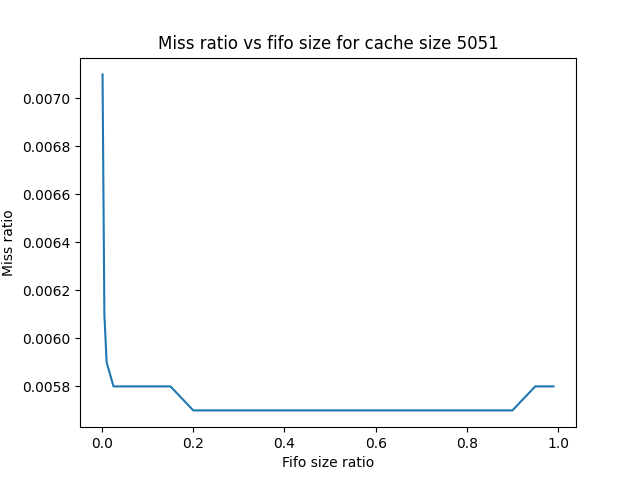 Miss ratio vs fifo size for cache size 5051
Miss ratio
0.0070
0.0068
0.0066
0.0064
0.0062
0.0060
0.0058
0.0 0.2 0.4 0.6 0.8 1.0
Fifo size ratio